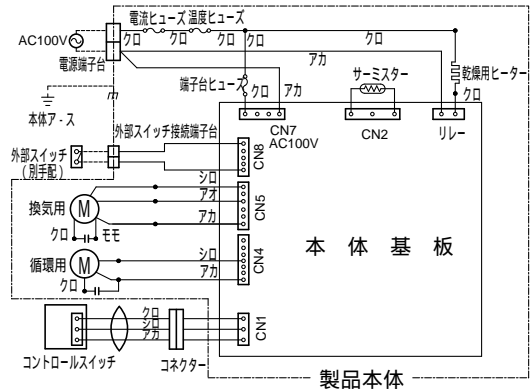 電流ヒューズ 温度ヒューズ
AC100V
クロ クロ クロ クロ
アカ
電源端子台
端子台ヒューズ
クロ アカ
サーミスター
乾燥用ヒーター
クロ
本体ア-ス
外部スイッチ接続端子台
CN7
AC100V
CN2
リレー
外部スイッチ
(別手配)
CN8
シロ
アオ
アカ
CN5
換気用
M
クロ モモ
本体基板
シロ
アカ
CN4
循環用
M
クロ
クロ
シロ
アカ
CN1
コントロールスイッチ
コネクター
製品本体